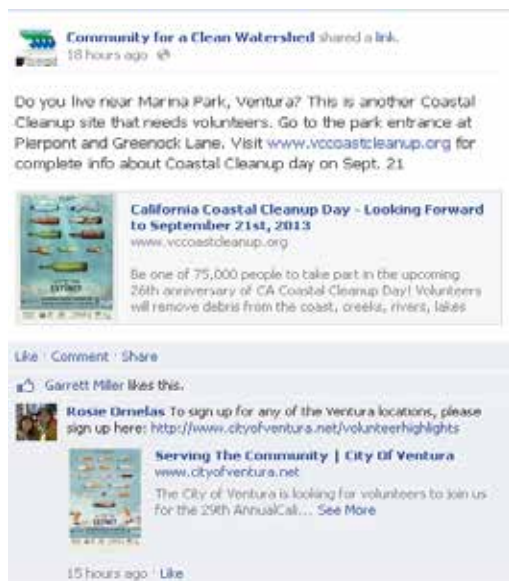 Community for a Clean Watershed shared a link.
18 hours ago
Do you live near Marina Park, Ventura? This is another Coastal
Cleanup site that needs volunteers. Go to the park entrance at
Pierpont and Greenock Lane. Visit www.vccoastcleanup.org for
complete info about Coastal Cleanup day on Sept. 21
California Coastal Cleanup Day - Looking Forward
to September 21st, 2013
www.vccoastcleanup.org
Be one of 75,000 people to take part in the upcoming
26th anniversary of CA Coastal Cleanup Day! Volunteers
will remove debris from the coast, creeks, rivers, lakes
Like · Comment · Share
Garrett Miller likes this.
Rosie Ornelas To sign up for any of the Ventura locations, please
sign up here: http://www.cityofventura.net/volunteerhighlights
Serving The Community | City Of Ventura
www.cityofventura.net
The City of Ventura is looking for volunteers to join us
for the 29th AnnualCali... See More
15 hours ago · Like